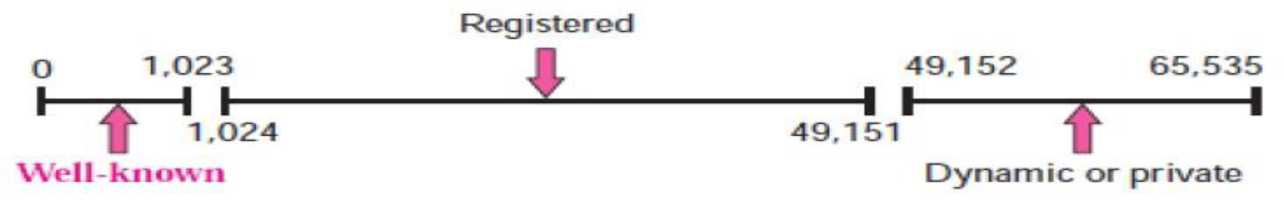 Registered
0 1,023 49,152 65,535
1,024 49,151
Well-known Dynamic or private